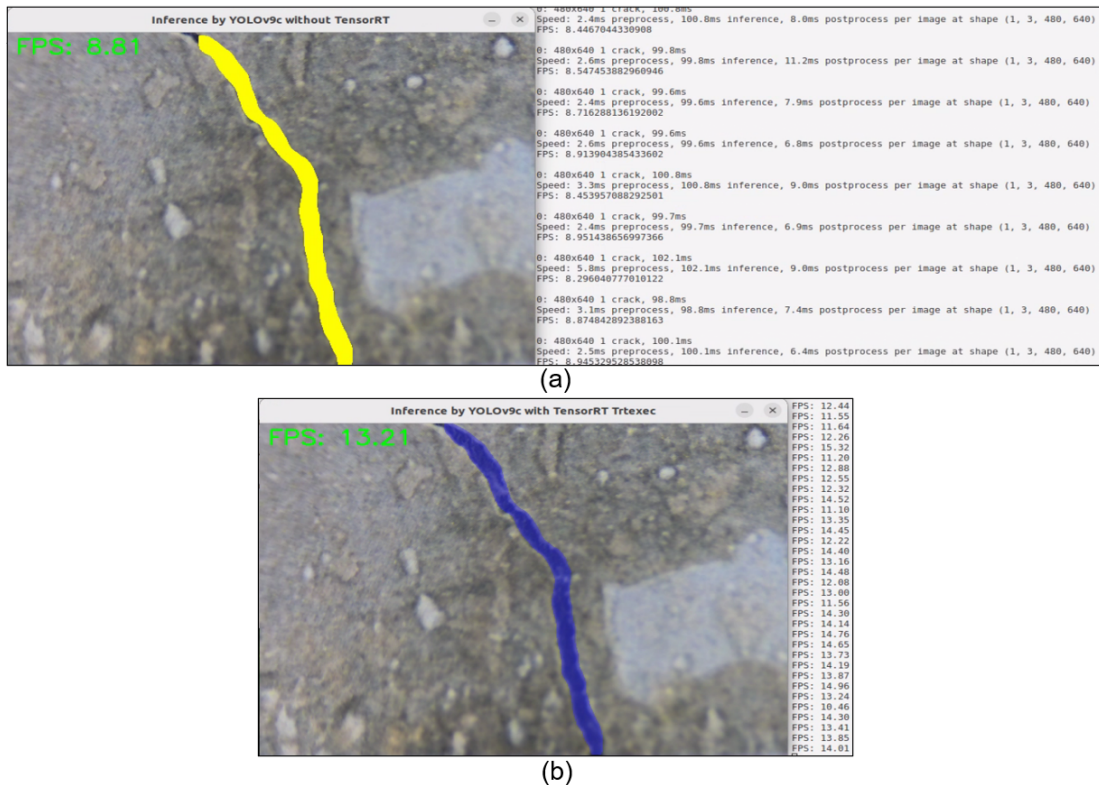 Inference by YOLOv9c without TensorRT
FPS: 8.81
0: 480x640 1 crack, 100.8ms
Speed: 2.4ms preprocess, 100.8ms inference, 8.0ms postprocess per image at shape (1, 3, 480, 640)
FPS: 8.4467044330908
0: 480x640 1 crack, 99.8ms
Speed: 2.6ms preprocess, 99.8ms inference, 11.2ms postprocess per image at shape (1, 3, 480, 640)
FPS: 8.547453882960946
0: 480x640 1 crack, 99.6ms
Speed: 2.4ms preprocess, 99.6ms inference, 7.9ms postprocess per image at shape (1, 3, 480, 640)
FPS: 8.716288136192002
0: 480x640 1 crack, 99.6ms
Speed: 2.6ms preprocess, 99.6ms inference, 6.8ms postprocess per image at shape (1, 3, 480, 640)
FPS: 8.913904385433602
0: 480x640 1 crack, 100.8ms
Speed: 3.3ms preprocess, 100.8ms inference, 9.0ms postprocess per image at shape (1, 3, 480, 640)
FPS: 8.453957088292501
0: 480x640 1 crack, 99.7ms
Speed: 2.4ms preprocess, 99.7ms inference, 6.9ms postprocess per image at shape (1, 3, 480, 640)
FPS: 8.951438656997366
0: 480x640 1 crack, 102.1ms
Speed: 5.8ms preprocess, 102.1ms inference, 9.0ms postprocess per image at shape (1, 3, 480, 640)
FPS: 8.296040777010122
0: 480x640 1 crack, 98.8ms
Speed: 3.1ms preprocess, 98.8ms inference, 7.4ms postprocess per image at shape (1, 3, 480, 640)
FPS: 8.874842892388163
0: 480x640 1 crack, 100.1ms
Speed: 2.5ms preprocess, 100.1ms inference, 6.4ms postprocess per image at shape (1, 3, 480, 640)
FPS: 8.945329528538098
(a)
Inference by YOLOv9c with TensorRT Trtexec
FPS: 13.21
FPS: 12.44
FPS: 11.55
FPS: 11.64
FPS: 12.26
FPS: 15.32
FPS: 11.20
FPS: 12.88
FPS: 12.55
FPS: 12.32
FPS: 14.52
FPS: 11.10
FPS: 13.35
FPS: 14.45
FPS: 12.22
FPS: 14.40
FPS: 13.16
FPS: 14.48
FPS: 12.08
FPS: 13.00
FPS: 11.56
FPS: 14.30
FPS: 14.14
FPS: 14.76
FPS: 14.65
FPS: 13.73
FPS: 14.19
FPS: 13.87
FPS: 14.96
FPS: 13.24
FPS: 10.46
FPS: 14.30
FPS: 13.41
FPS: 13.85
FPS: 14.01
(b)